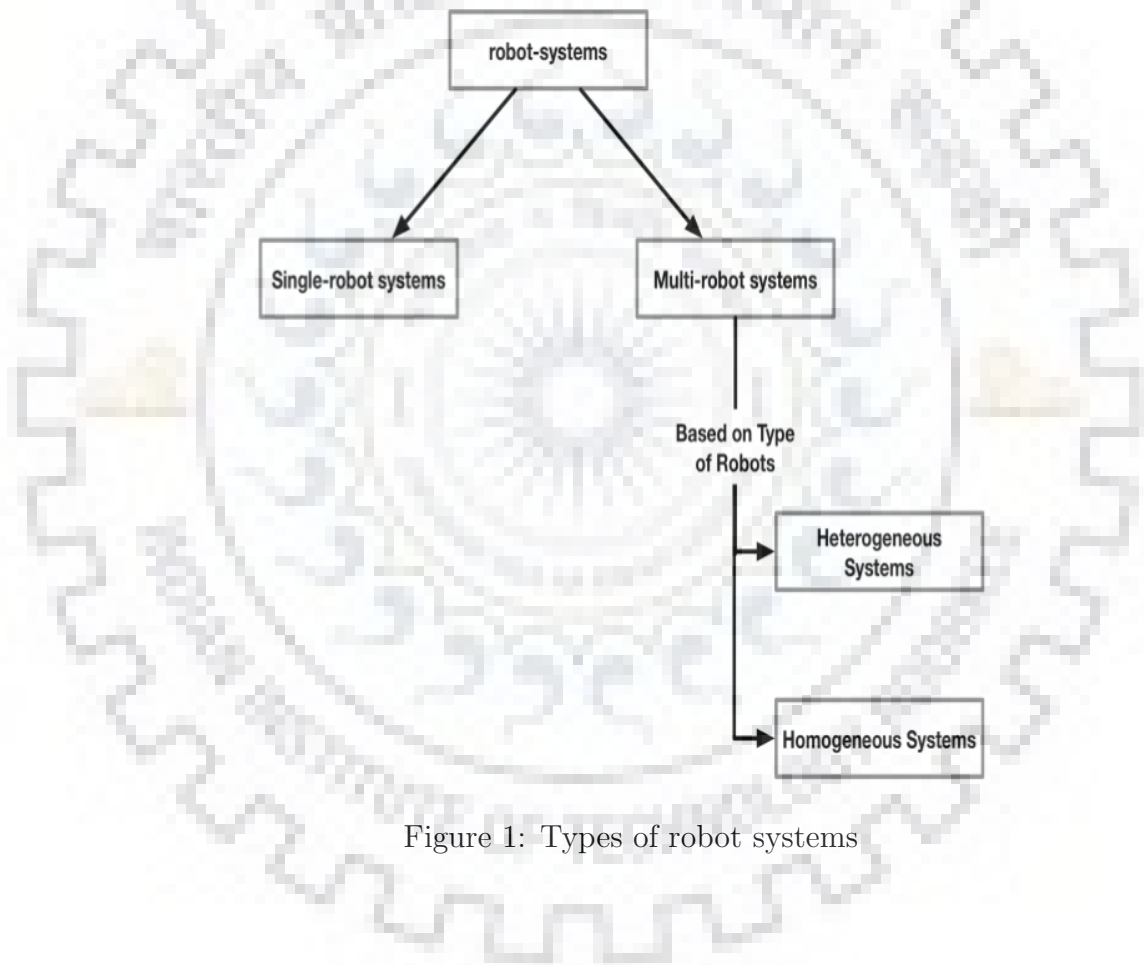 robot-systems
Single-robot systems
Multi-robot systems
Based on Type
of Robots
Heterogeneous
Systems
Homogeneous Systems
Figure 1: Types of robot systems